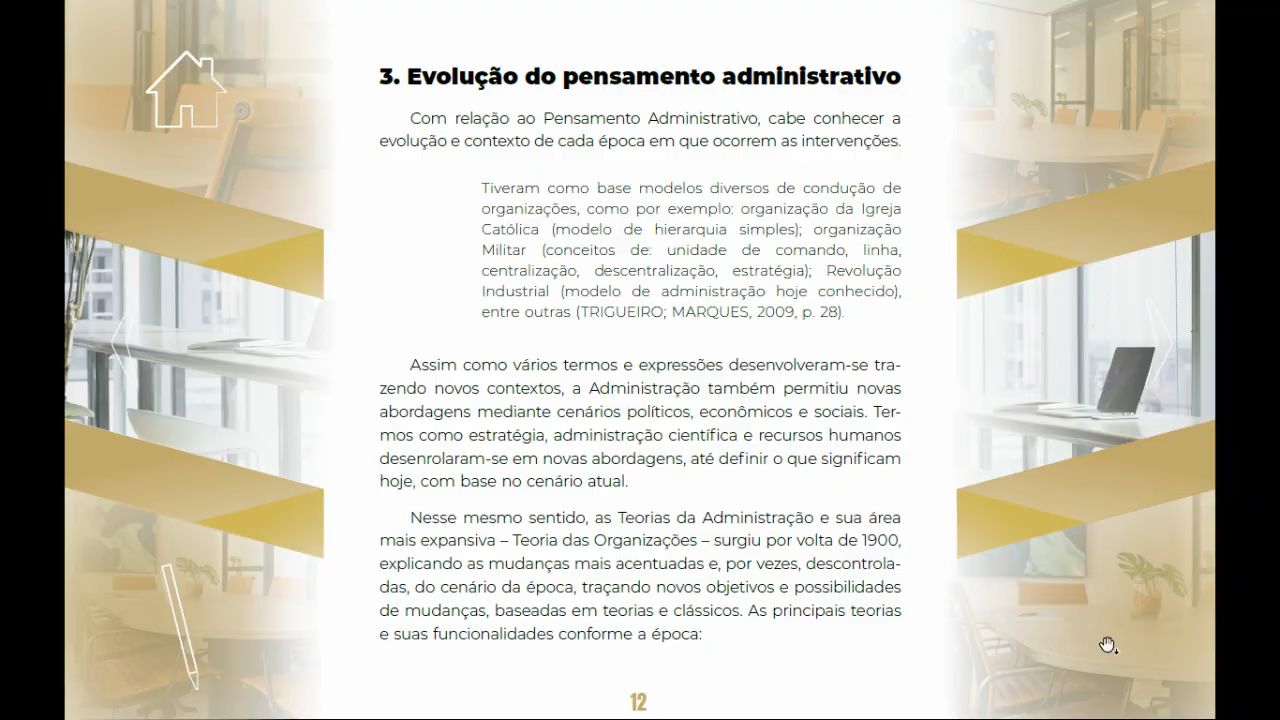 3. Evolução do pensamento administrativo
Com relação ao Pensamento Administrativo, cabe conhecer a
evolução e contexto de cada época em que ocorrem as intervenções.
Tiveram como base modelos diversos de condução de
organizações, como por exemplo: organização da Igreja
Católica (modelo de hierarquia simples); organização
Militar (conceitos de: unidade de comando, linha,
centralização, descentralização, estratégia); Revolução
Industrial (modelo de administração hoje conhecido),
entre outras (TRIGUEIRO; MARQUES, 2009, p. 28).
Assim como vários termos e expressões desenvolveram-se tra-
zendo novos contextos, a Administração também permitiu novas
abordagens mediante cenários políticos, econômicos e sociais. Ter-
mos como estratégia, administração científica e recursos humanos
desenrolaram-se em novas abordagens, até definir o que significam
hoje, com base no cenário atual.
Nesse mesmo sentido, as Teorias da Administração e sua área
mais expansiva – Teoria das Organizações – surgiu por volta de 1900,
explicando as mudanças mais acentuadas e, por vezes, descontrola-
das, do cenário da época, traçando novos objetivos e possibilidades
de mudanças, baseadas em teorias e clássicos. As principais teorias
e suas funcionalidades conforme a época:
12